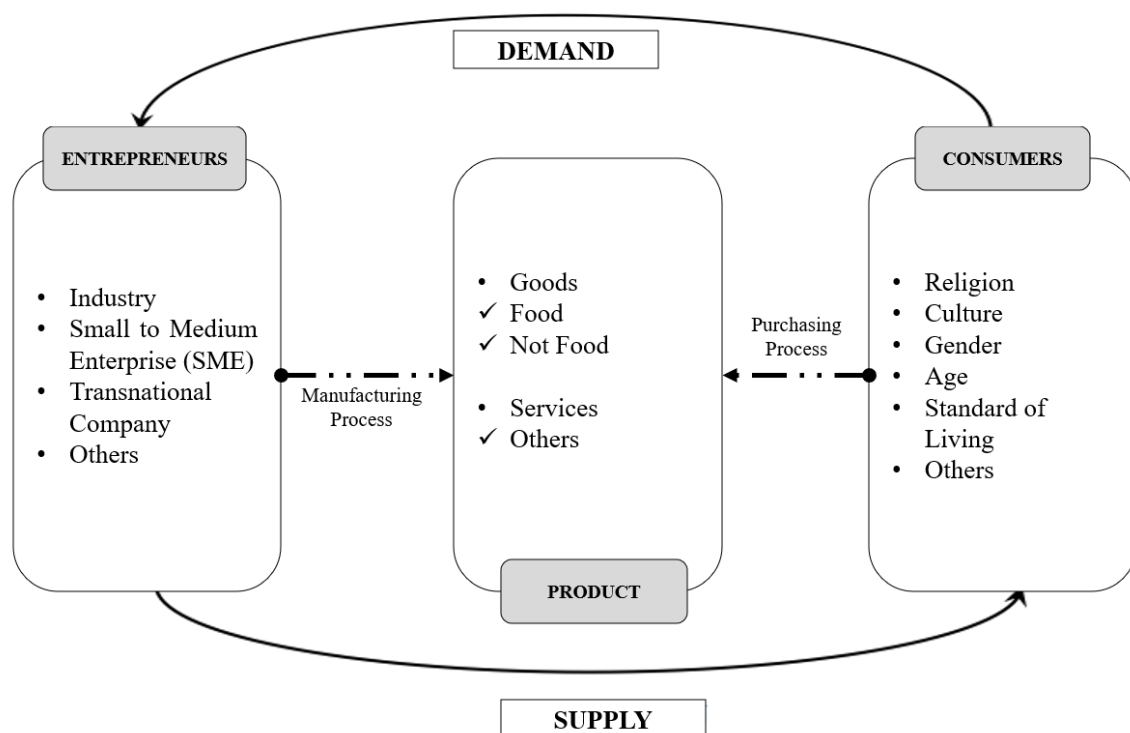 DEMAND
ENTREPRENEURS
• Industry
• Small to Medium
Enterprise (SME)
• Transnational
Company
• Others
Manufacturing
Process
• Goods
✓ Food
✓ Not Food
• Services
✓ Others
PRODUCT
Purchasing
Process
CONSUMERS
• Religion
• Culture
• Gender
• Age
• Standard of
Living
• Others
SUPPLY